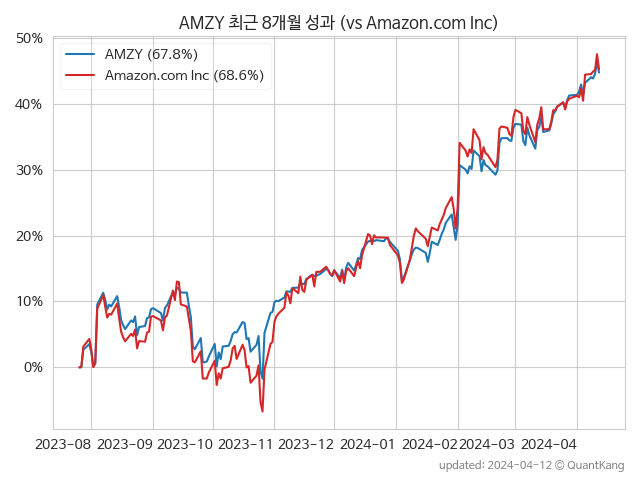 AMZY 최근 8개월 성과 (vs Amazon.com Inc)
50%
AMZY (67.8%)
Amazon.com Inc (68.6%)
40%
30%
20%
10%
0%
2023-08 2023-09 2023-10 2023-11 2023-12 2024-01 2024-02 2024-03 2024-04
updated: 2024-04-12 © QuantKang